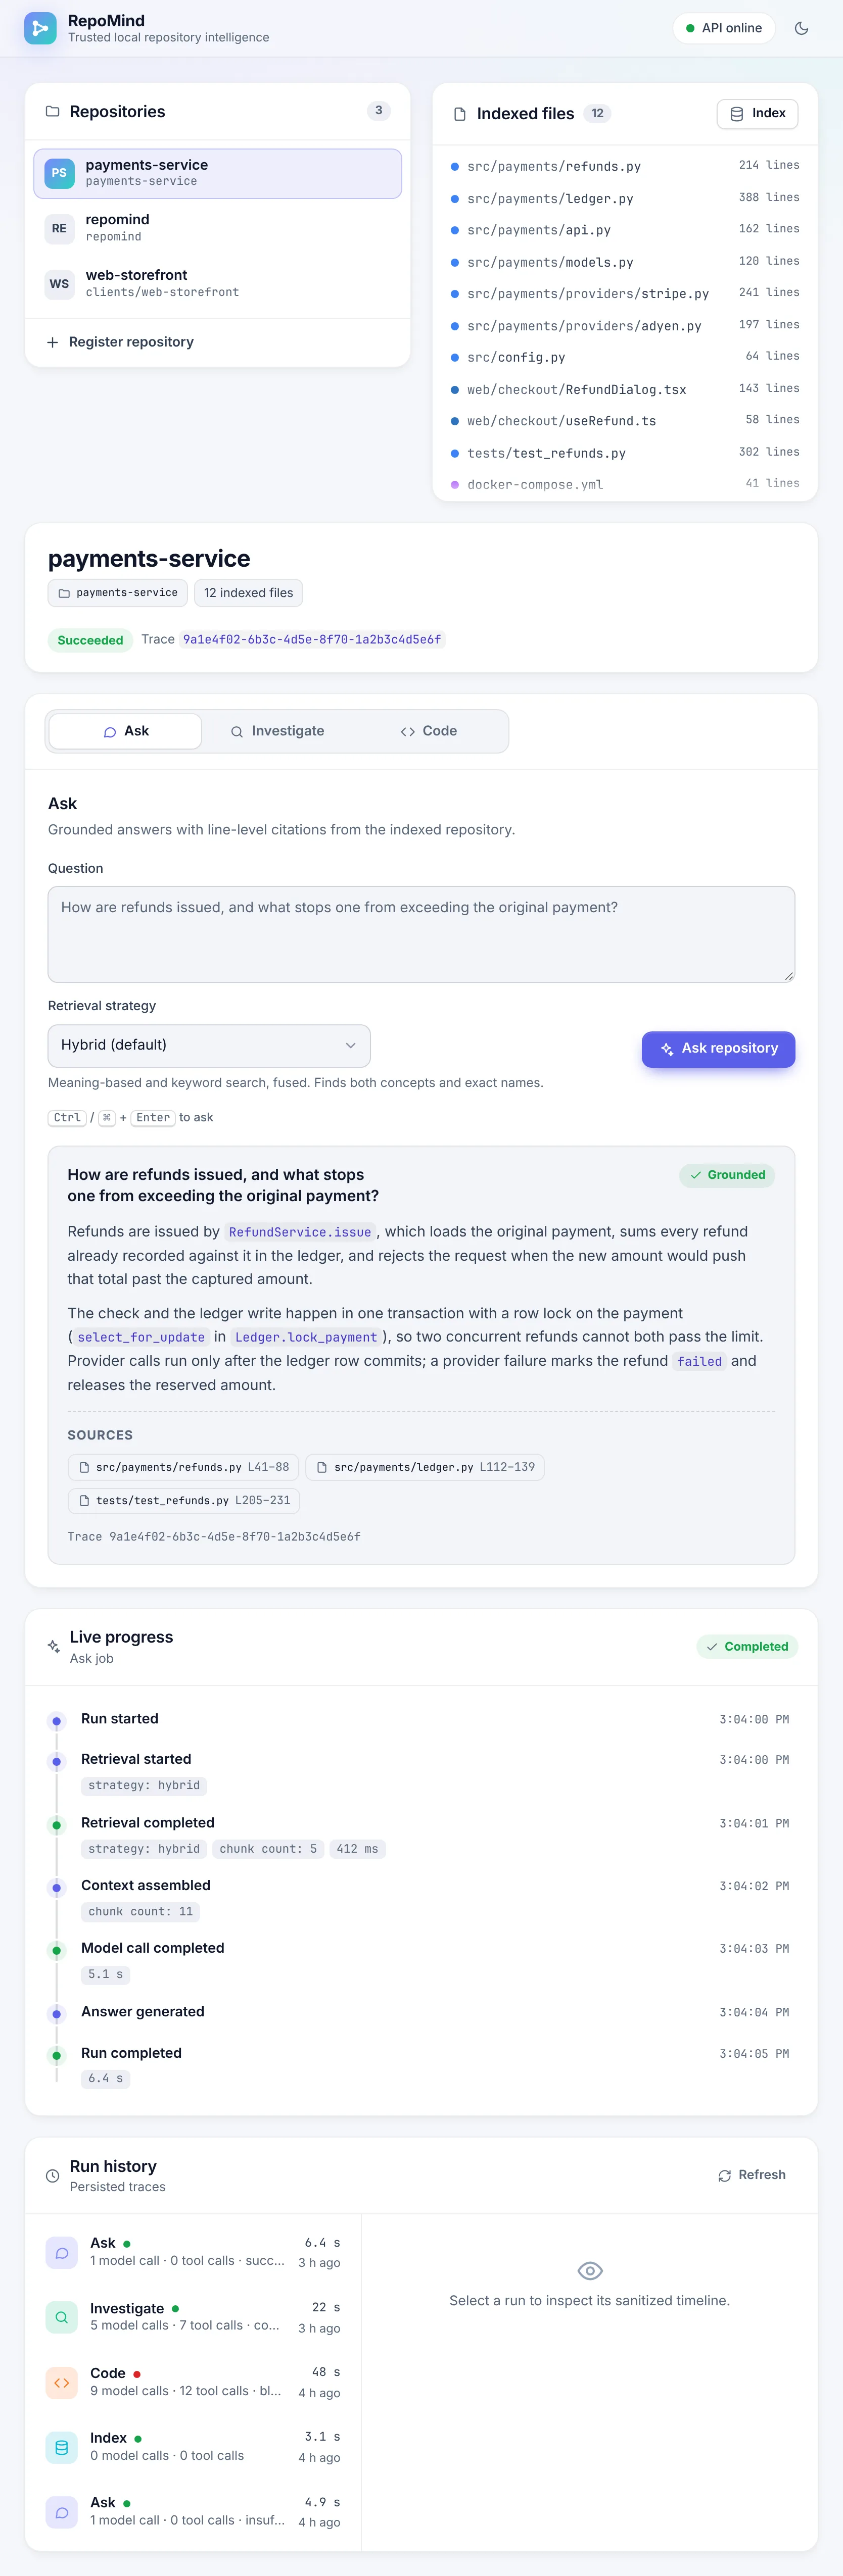 RepoMind
Trusted local repository intelligence
API online
Repositories
3
PS
payments-service
payments-service
RE
repomind
repomind
WS
web-storefront
clients/web-storefront
Register repository
Indexed files 12
Index
src/payments/refunds.py 214 lines
src/payments/ledger.py 388 lines
src/payments/api.py 162 lines
src/payments/models.py 120 lines
src/payments/providers/stripe.py 241 lines
src/payments/providers/adyen.py 197 lines
src/config.py 64 lines
web/checkout/RefundDialog.tsx 143 lines
web/checkout/useRefund.ts 58 lines
tests/test_refunds.py 302 lines
docker-compose.yml 41 lines
payments-service
payments-service 12 indexed files
Succeeded Trace 9a1e4f02-6b3c-4d5e-8f70-1a2b3c4d5e6f
Ask Investigate Code
Ask
Grounded answers with line-level citations from the indexed repository.
Question
How are refunds issued, and what stops one from exceeding the original payment?
Retrieval strategy
Hybrid (default)
Ask repository
Meaning-based and keyword search, fused. Finds both concepts and exact names.
Ctrl / ⌘ + Enter to ask
How are refunds issued, and what stops
one from exceeding the original payment?
Grounded
Refunds are issued by RefundService.issue, which loads the original payment, sums every refund
already recorded against it in the ledger, and rejects the request when the new amount would push
that total past the captured amount.
The check and the ledger write happen in one transaction with a row lock on the payment
(select_for_update in Ledger.lock_payment), so two concurrent refunds cannot both pass the limit.
Provider calls run only after the ledger row commits; a provider failure marks the refund failed and
releases the reserved amount.
SOURCES
src/payments/refunds.py L41–88 src/payments/ledger.py L112–139
tests/test_refunds.py L205–231
Trace 9a1e4f02-6b3c-4d5e-8f70-1a2b3c4d5e6f
Live progress
Ask job
Completed
Run started 3:04:00 PM
Retrieval started 3:04:00 PM
strategy: hybrid
Retrieval completed 3:04:01 PM
strategy: hybrid chunk count: 5 412 ms
Context assembled 3:04:02 PM
chunk count: 11
Model call completed 3:04:03 PM
5.1 s
Answer generated 3:04:04 PM
Run completed 3:04:05 PM
6.4 s
Run history
Persisted traces
Refresh
Ask 6.4 s
1 model call · 0 tool calls · succ... 3 h ago
Investigate 22 s
5 model calls · 7 tool calls · co... 3 h ago
Code 48 s
9 model calls · 12 tool calls · bl... 4 h ago
Index 3.1 s
0 model calls · 0 tool calls 4 h ago
Ask 4.9 s
1 model call · 0 tool calls · insuf... 4 h ago
Select a run to inspect its sanitized timeline.